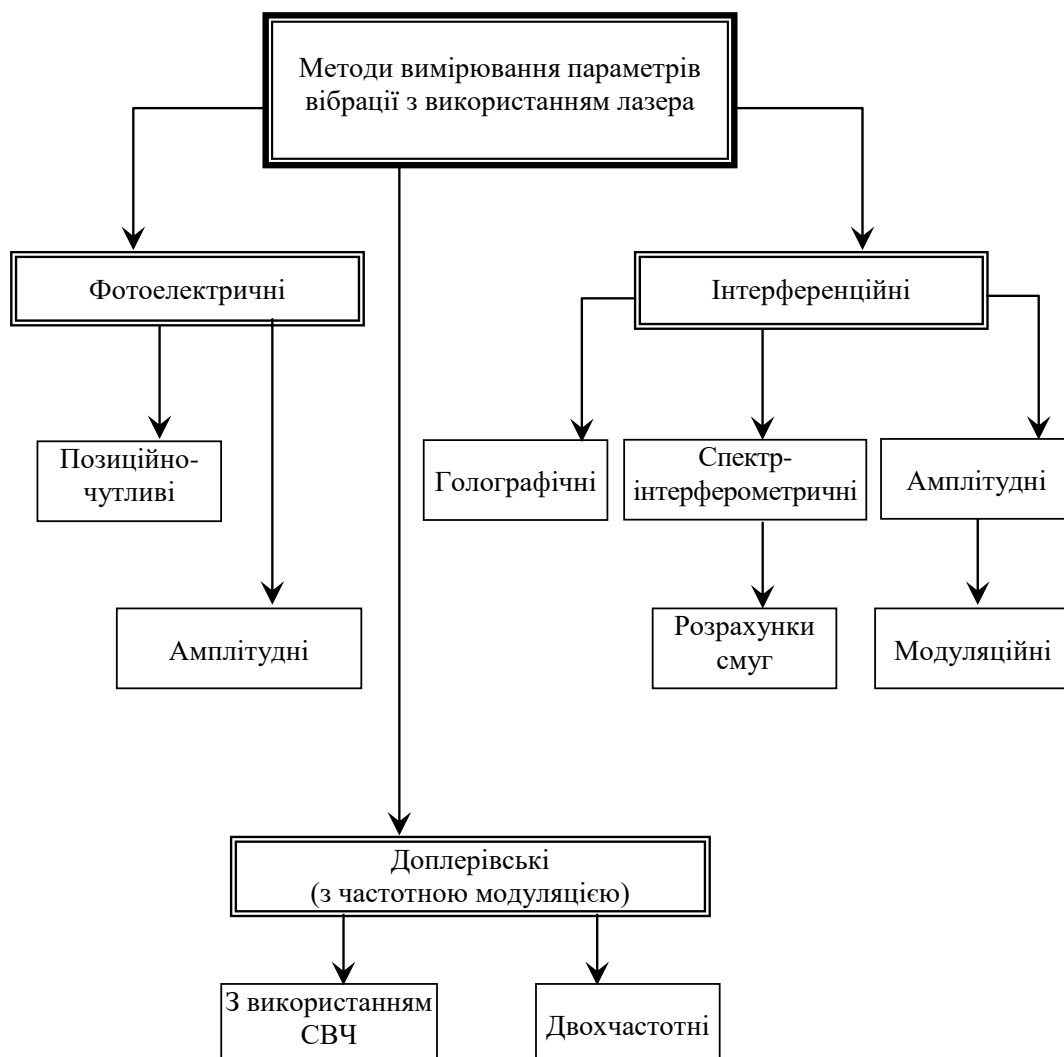 Методи вимірювання параметрів
вібрації з використанням лазера
Фотоелектричні
Інтерференційні
Позиційно-
чутливі
Голографічні
Спектр-
інтерферометричні
Амплітудні
Амплітудні
Розрахунки
смуг
Модуляційні
Доплерівські
(з частотною модуляцією)
З використанням
СВЧ
Двохчастотні